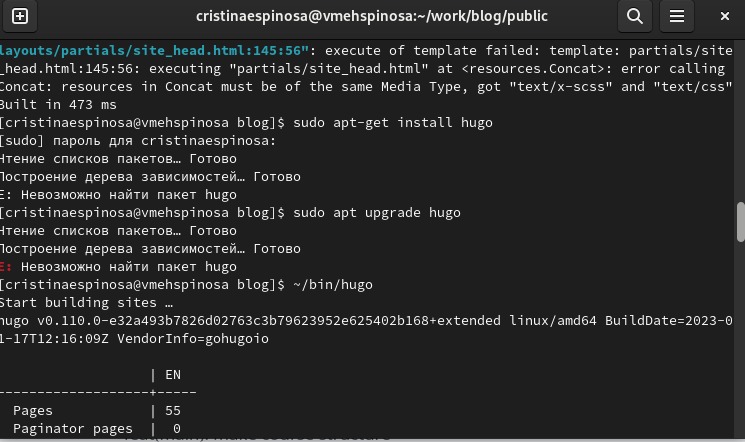 cristinaespinosa@vmehspinosa:~/work/blog/public
layouts/partials/site_head.html:145:56": execute of template failed: template: partials/site
_head.html:145:56: executing "partials/site_head.html" at <resources.Concat>: error calling
Concat: resources in Concat must be of the same Media Type, got "text/x-scss" and "text/css"
Built in 473 ms
[cristinaespinosa@vmehspinosa blog]$ sudo apt-get install hugo
[sudo] пароль для cristinaespinosa:
Чтение списков пакетов… Готово
Построение дерева зависимостей… Готово
E: Невозможно найти пакет hugo
[cristinaespinosa@vmehspinosa blog]$ sudo apt upgrade hugo
Чтение списков пакетов… Готово
Построение дерева зависимостей… Готово
E: Невозможно найти пакет hugo
[cristinaespinosa@vmehspinosa blog]$ ~/bin/hugo
Start building sites …
hugo v0.110.0-e32a493b7826d02763c3b79623952e625402b168+extended linux/amd64 BuildDate=2023-0
1-17T12:16:09Z VendorInfo=gohugoio
| EN
-------------------+-----
Pages | 55
Paginator pages | 0